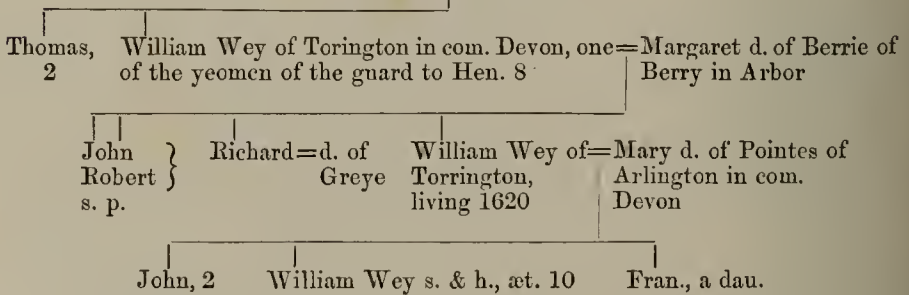 Thomas, William Wey of Torington in com. Devon, one=Margaret d. of Berrie of
2 of the yeomen of the guard to Hen. 8 Berry in Arbor
John } Richard=d. of William Wey of=Mary d. of Pointes of
Robert Greye Torrington, Arlington in com.
s. p. living 1620 Devon
John, 2 William Wey s. & h., æt. 10 Fran., a dau.